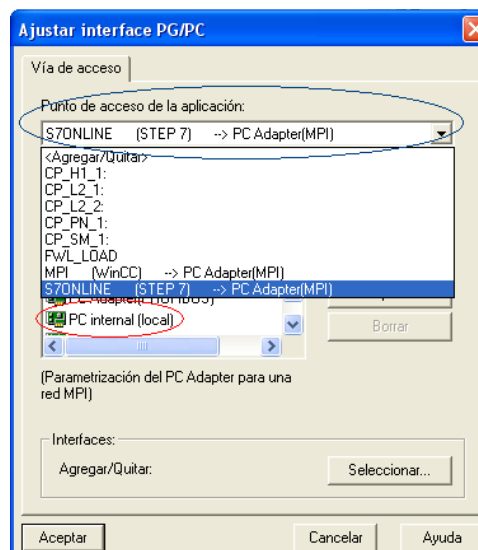 Ajustar interface PG/PC
Vía de acceso
Punto de acceso de la aplicación:
S7ONLINE (STEP 7) --> PC Adapter(MPI)
<Agregar/Quitar>
CP_H1_1:
CP_L2_1:
CP_L2_2:
CP_PN_1:
CP_SM_1:
FWL_LOAD
MPI (WinCC) --> PC Adapter(MPI)
S7ONLINE (STEP 7) --> PC Adapter(MPI)
PC internal (local)
Borrar
(Parametrización del PC Adapter para una
red MPI)
Interfaces:
Agregar/Quitar:
Seleccionar...
Aceptar
Cancelar
Ayuda